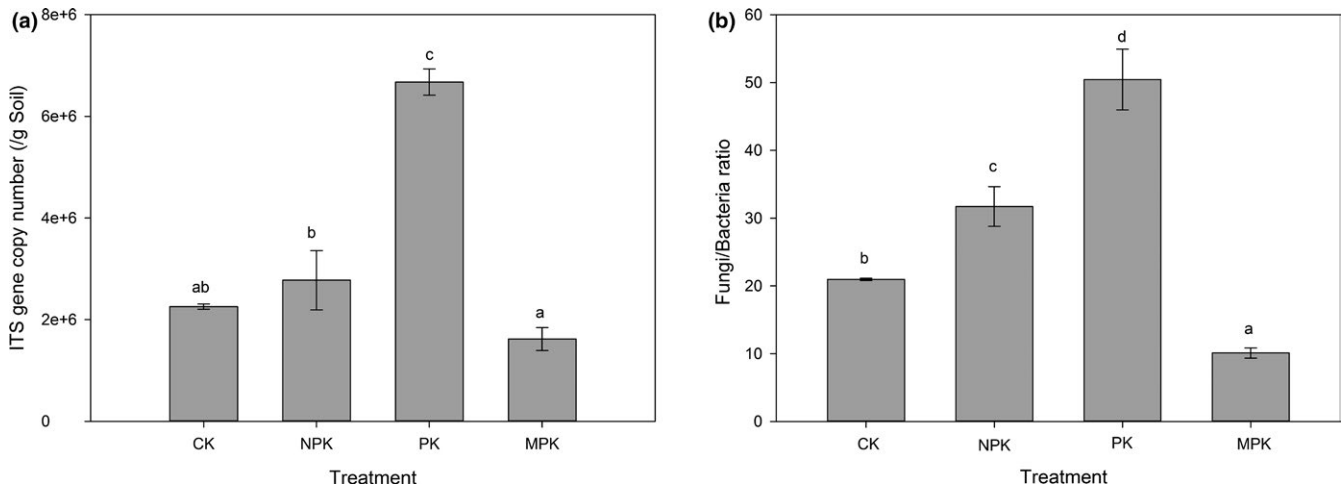 (a)
ITS gene copy number (/g Soil)
8e+6
6e+6
4e+6
2e+6
0
ab
b
c
a
CK NPK PK MPK
Treatment
(b)
Fungi/Bacteria ratio
60
50
40
30
20
10
0
b
c
d
a
CK NPK PK MPK
Treatment